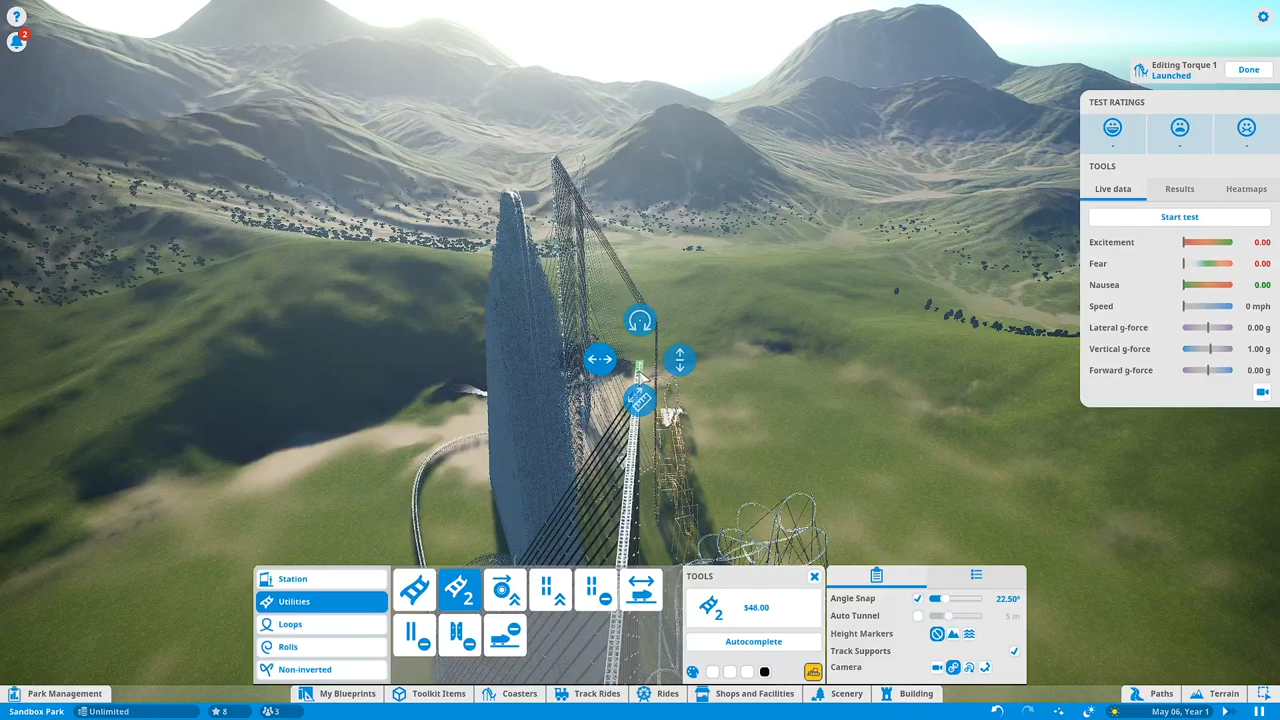 ?
2
Editing Torque 1
Launched
Done
TEST RATINGS
- - -
TOOLS
Live data Results Heatmaps
Start test
Excitement 0.00
Fear 0.00
Nausea 0.00
Speed 0 mph
Lateral g-force 0.00 g
Vertical g-force 1.00 g
Forward g-force 0.00 g
Station
Utilities
Loops
Rolls
Non-inverted
2
TOOLS
2 $48.00
Autocomplete
Angle Snap 22.50°
Auto Tunnel 5 m
Height Markers
Track Supports
Camera
Park Management My Blueprints Toolkit Items Coasters Track Rides Rides Shops and Facilities Scenery Building Paths Terrain
Sandbox Park Unlimited 8 3 May 06, Year 1